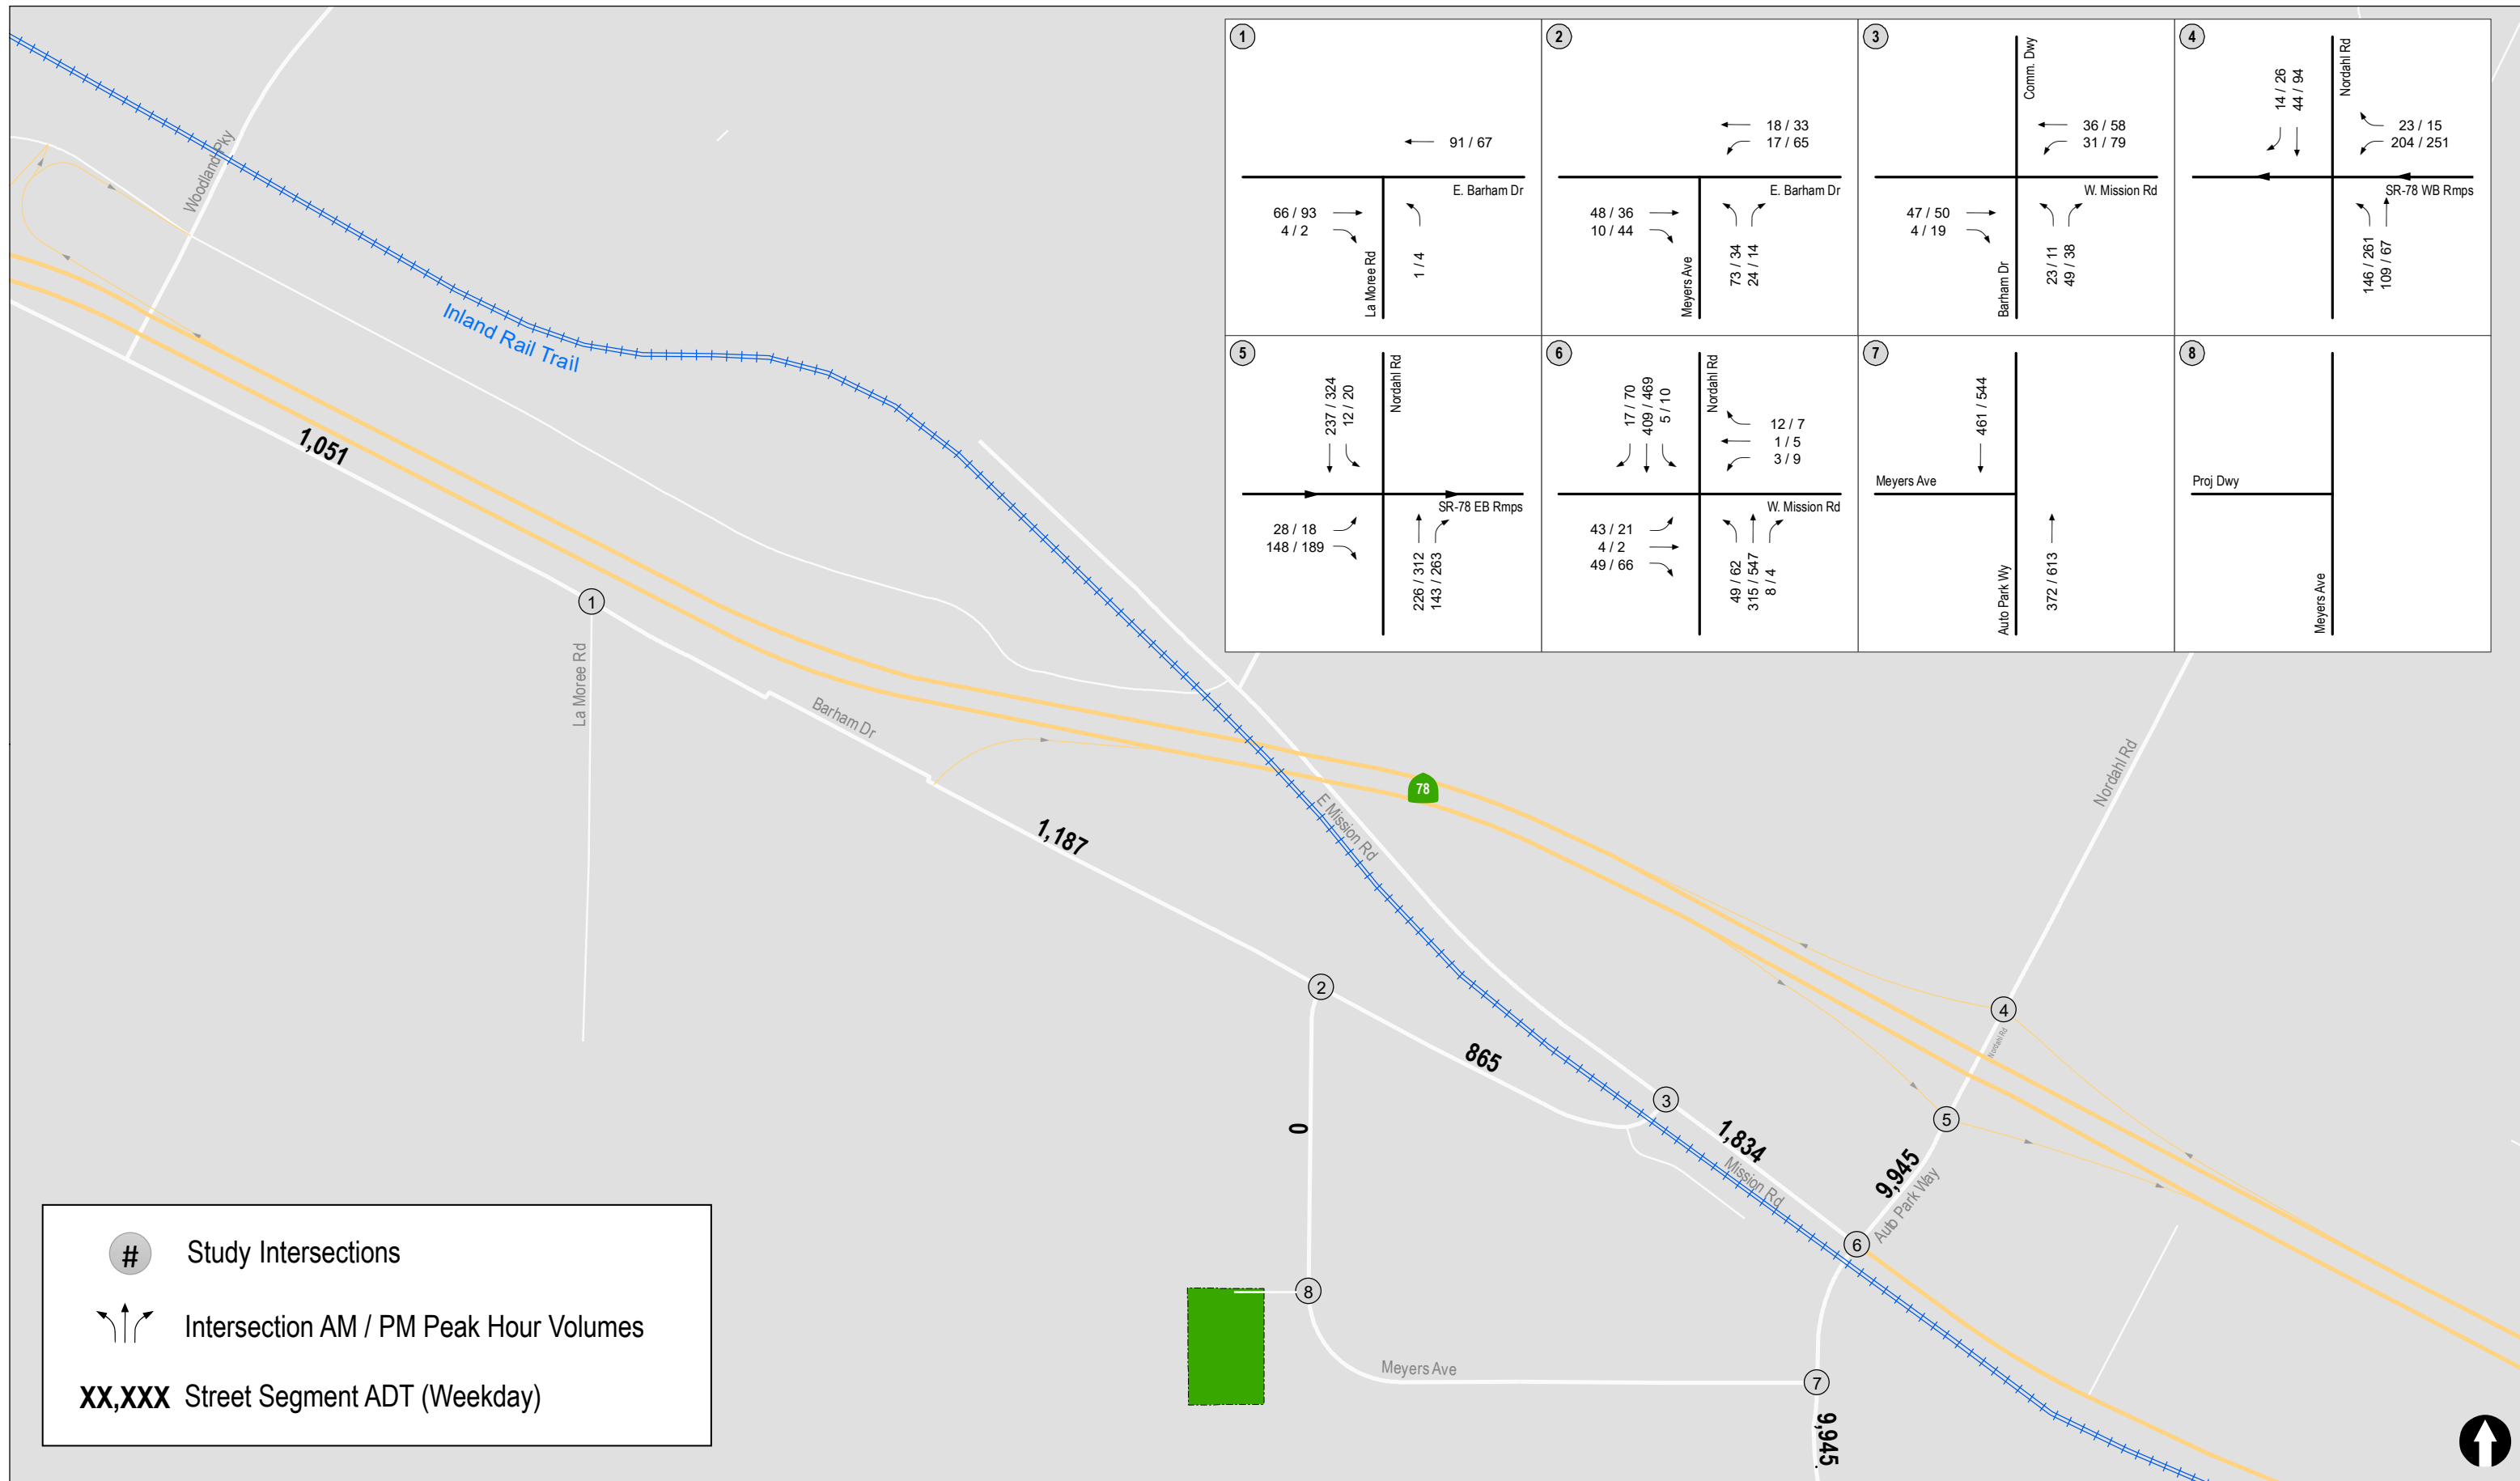 1
91 / 67
E. Barham Dr
66 / 93
4 / 2
La Moree Rd
1 / 4
2
18 / 33
17 / 65
E. Barham Dr
48 / 36
10 / 44
Meyers Ave
73 / 34
24 / 14
3
Comm. Dwy
36 / 58
31 / 79
W. Mission Rd
47 / 50
4 / 19
Barham Dr
23 / 11
49 / 38
4
14 / 26
44 / 94
Nordahl Rd
23 / 15
204 / 251
SR-78 WB Rmps
146 / 261
109 / 67
5
237 / 324
12 / 20
Nordahl Rd
SR-78 EB Rmps
28 / 18
148 / 189
226 / 312
143 / 263
6
17 / 70
409 / 469
5 / 10
Nordahl Rd
12 / 7
1 / 5
3 / 9
W. Mission Rd
43 / 21
4 / 2
49 / 66
49 / 62
315 / 547
8 / 4
7
461 / 544
Meyers Ave
Auto Park Wy
372 / 613
8
Proj Dwy
Meyers Ave
Woodland Pky
Inland Rail Trail
1,051
1
La Moree Rd
Barham Dr
78
E Mission Rd
Nordahl Rd
1,187
2
4
Nordahl Rd
865
3
5
1,834
Mission Rd
9,945
Auto Park Way
0
6
8
Meyers Ave
7
9,945
# Study Intersections
Intersection AM / PM Peak Hour Volumes
XX,XXX Street Segment ADT (Weekday)